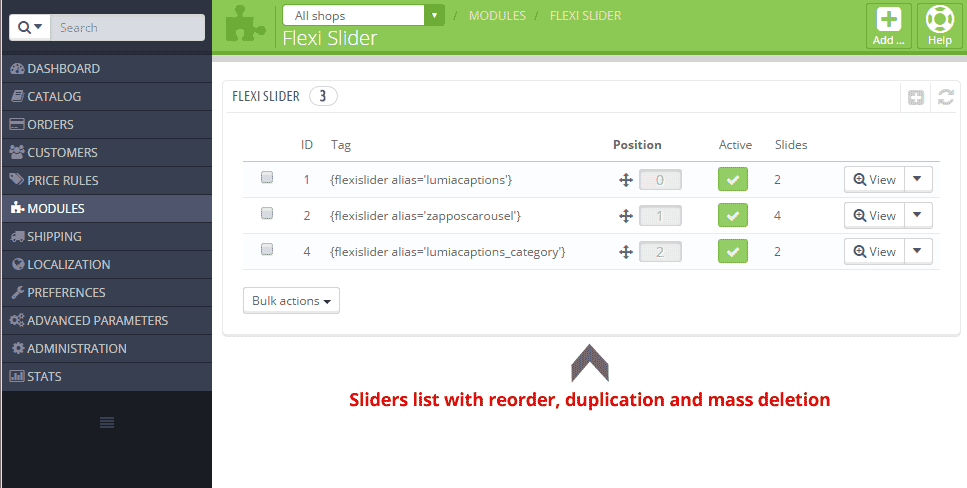 Search
DASHBOARD
CATALOG
ORDERS
CUSTOMERS
PRICE RULES
MODULES
SHIPPING
LOCALIZATION
PREFERENCES
ADVANCED PARAMETERS
ADMINISTRATION
STATS
All shops / MODULES / FLEXI SLIDER
Flexi Slider
Add ...
Help
FLEXI SLIDER 3
ID Tag Position Active Slides
1 {flexislider alias='lumiacaptions'} 0 2 View
2 {flexislider alias='zapposcarousel'} 1 4 View
4 {flexislider alias='lumiacaptions_category'} 2 2 View
Bulk actions
Sliders list with reorder, duplication and mass deletion